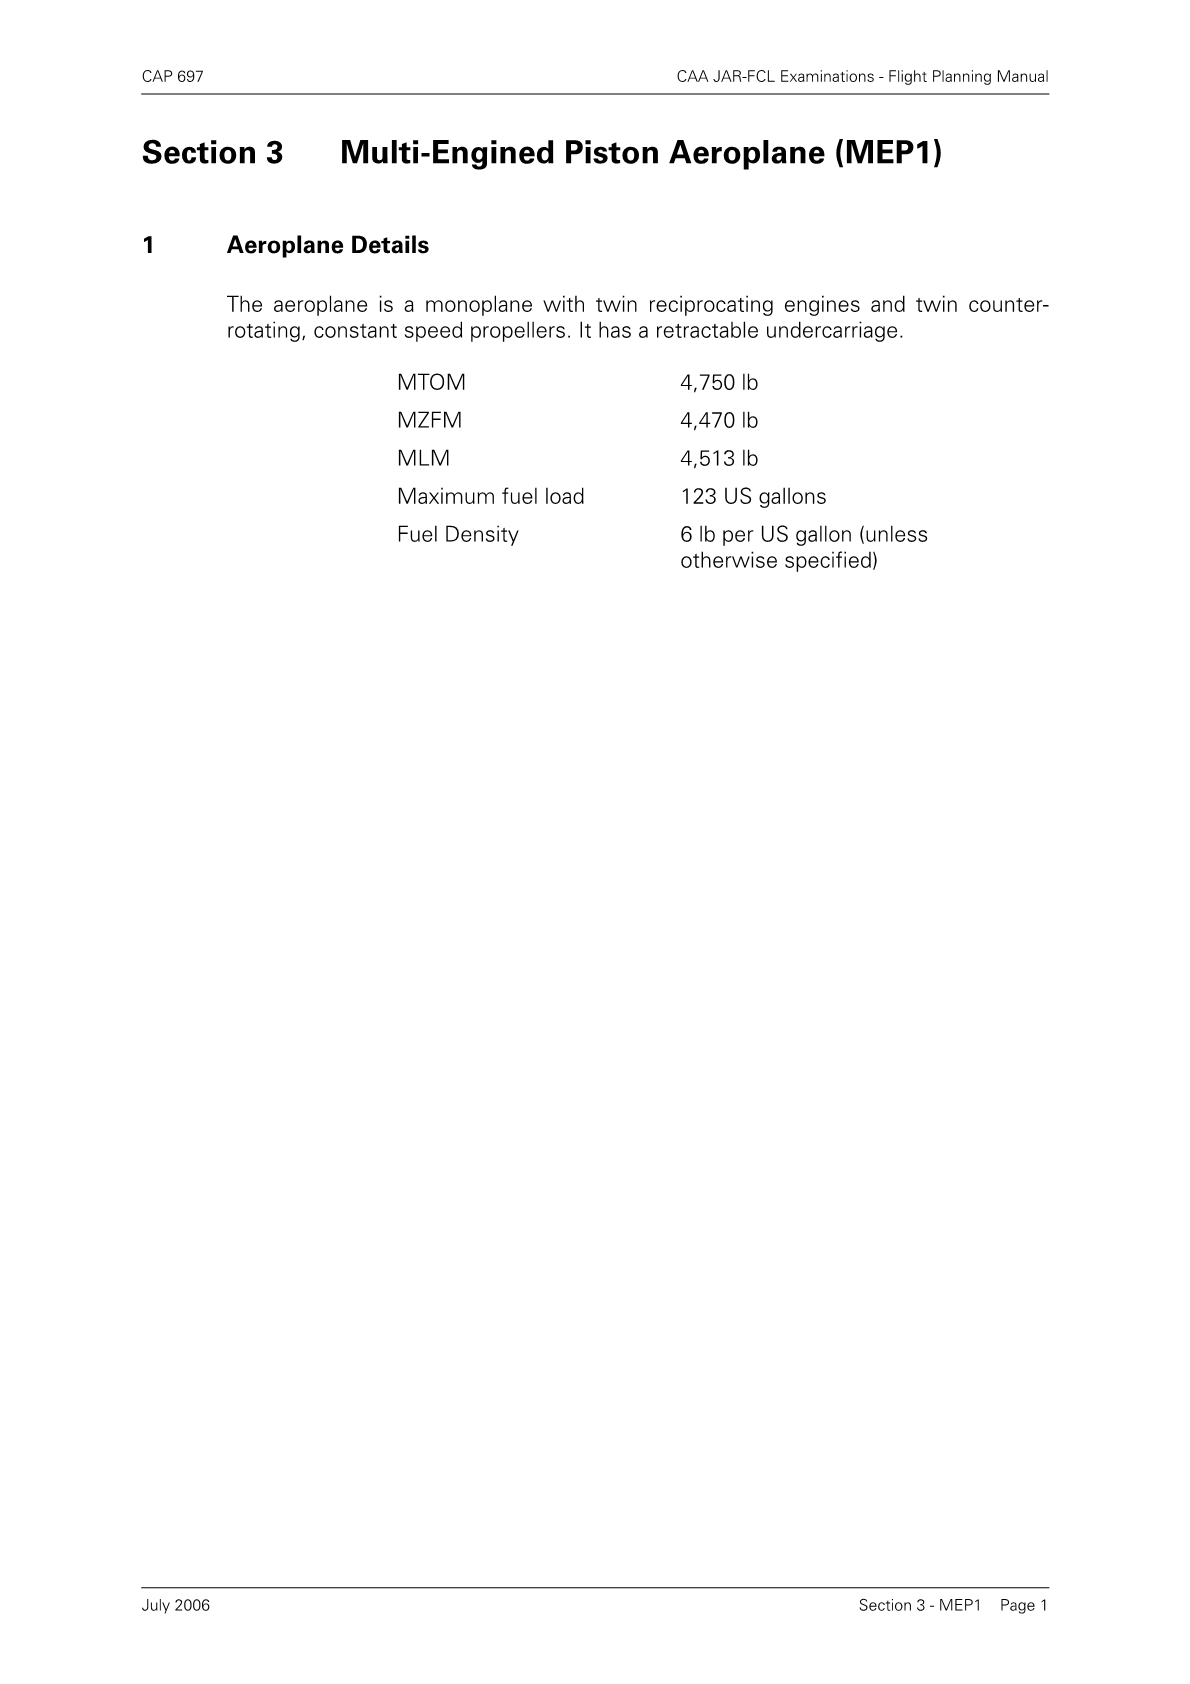 CAP 697 CAA JAR-FCL Examinations - Flight Planning Manual
Section 3 Multi-Engined Piston Aeroplane (MEP1)
1 Aeroplane Details
The aeroplane is a monoplane with twin reciprocating engines and twin counter-
rotating, constant speed propellers. It has a retractable undercarriage.
MTOM 4,750 lb
MZFM 4,470 lb
MLM 4,513 lb
Maximum fuel load 123 US gallons
Fuel Density 6 lb per US gallon (unless
otherwise specified)
July 2006 Section 3 - MEP1 Page 1